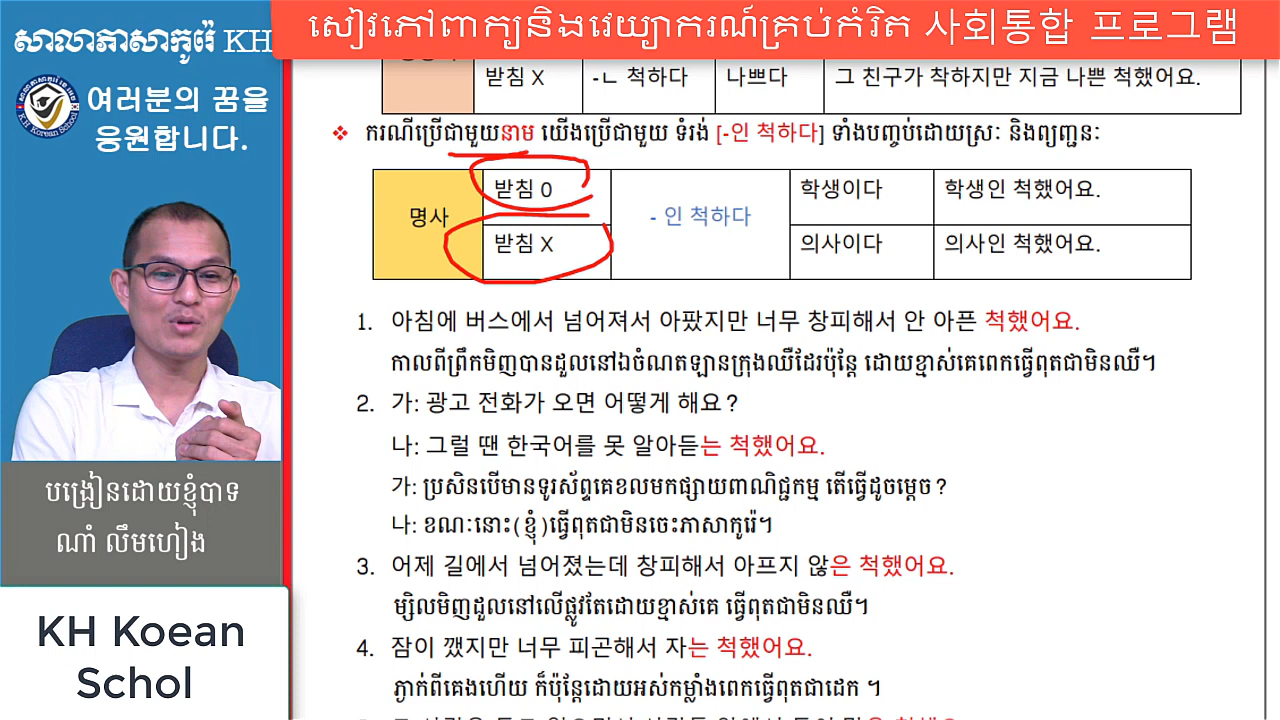 សាលាភាសាកូរ៉េ KH
សៀវភៅពាក្យនិងវេយ្យាករណ៍គ្រប់កំរិត 사회통합 프로그램
여러분의 꿈을
응원합니다.
받침 X -ㄴ 척하다 나쁘다 그 친구가 착하지만 지금 나쁜 척했어요.
❖ ករណីប្រើជាមួយនាម យើងប្រើជាមួយ ទំរង់ [-인 척하다] ទាំងបញ្ចប់ដោយស្រៈ និងព្យញ្ជនៈ
명사 받침 0 - 인 척하다 학생이다 학생인 척했어요.
받침 X 의사이다 의사인 척했어요.
1. 아침에 버스에서 넘어져서 아팠지만 너무 창피해서 안 아픈 척했어요.
កាលពីព្រឹកមិញបានដួលនៅឯចំណតឡានក្រុងឈឺដែរប៉ុន្តែ ដោយខ្មាស់គេពេកធ្វើពុតជាមិនឈឺ។
2. 가: 광고 전화가 오면 어떻게 해요?
나: 그럴 땐 한국어를 못 알아듣는 척했어요.
가: ប្រសិនបើមានទូរស័ព្ទគេខលមកផ្សាយពាណិជ្ជកម្ម តើធ្វើដូចម្តេច?
나: ខណៈនោះ(ខ្ញុំ)ធ្វើពុតជាមិនចេះភាសាកូរ៉េ។
3. 어제 길에서 넘어졌는데 창피해서 아프지 않은 척했어요.
ម្សិលមិញដួលនៅលើផ្លូវតែដោយខ្មាស់គេ ធ្វើពុតជាមិនឈឺ។
4. 잠이 깼지만 너무 피곤해서 자는 척했어요.
ភ្ញាក់ពីគេងហើយ ក៏ប៉ុន្តែដោយអស់កម្លាំងពេកធ្វើពុតជាដេក ។
បង្រៀនដោយខ្ញុំបាទ
ណាំ លឹមហៀង
KH Koean
Schol